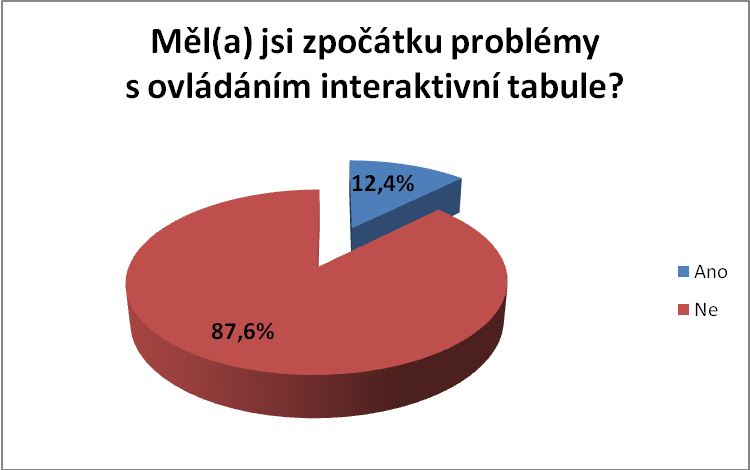 Měl(a) jsi zpočátku problémy
s ovládáním interaktivní tabule?
12,4%
87,6%
Ano
Ne